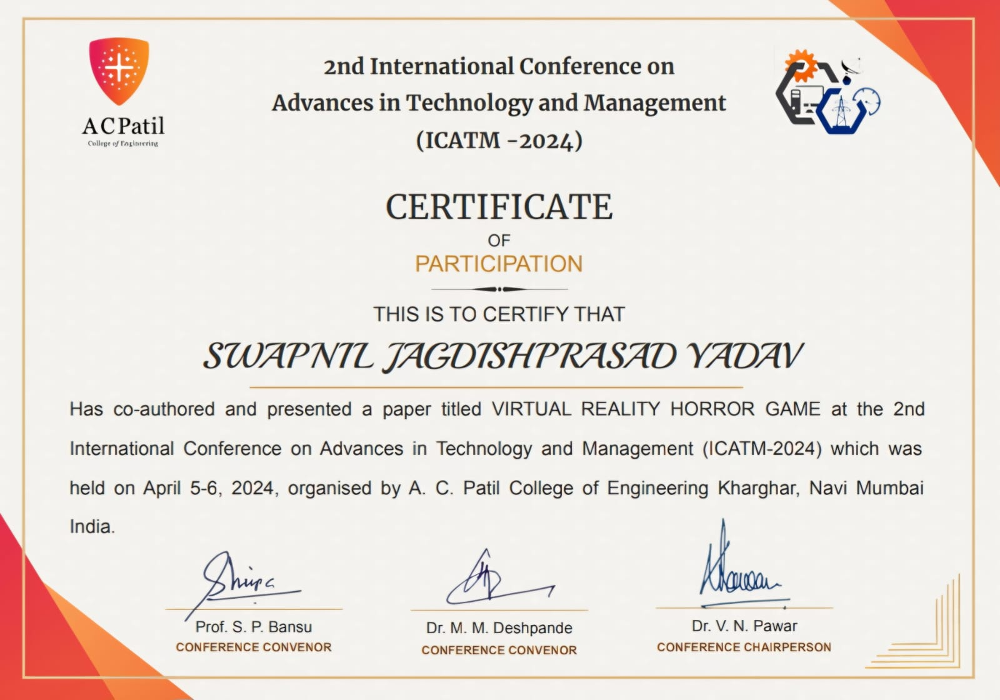 A C Patil
College of Engineering
2nd International Conference on
Advances in Technology and Management
(ICATM -2024)
CERTIFICATE
OF
PARTICIPATION
THIS IS TO CERTIFY THAT
SWAPNIL JAGDISHPRASAD YADAV
Has co-authored and presented a paper titled VIRTUAL REALITY HORROR GAME at the 2nd
International Conference on Advances in Technology and Management (ICATM-2024) which was
held on April 5-6, 2024, organised by A. C. Patil College of Engineering Kharghar, Navi Mumbai
India.
Prof. S. P. Bansu
CONFERENCE CONVENOR
Dr. M. M. Deshpande
CONFERENCE CONVENOR
Dr. V. N. Pawar
CONFERENCE CHAIRPERSON